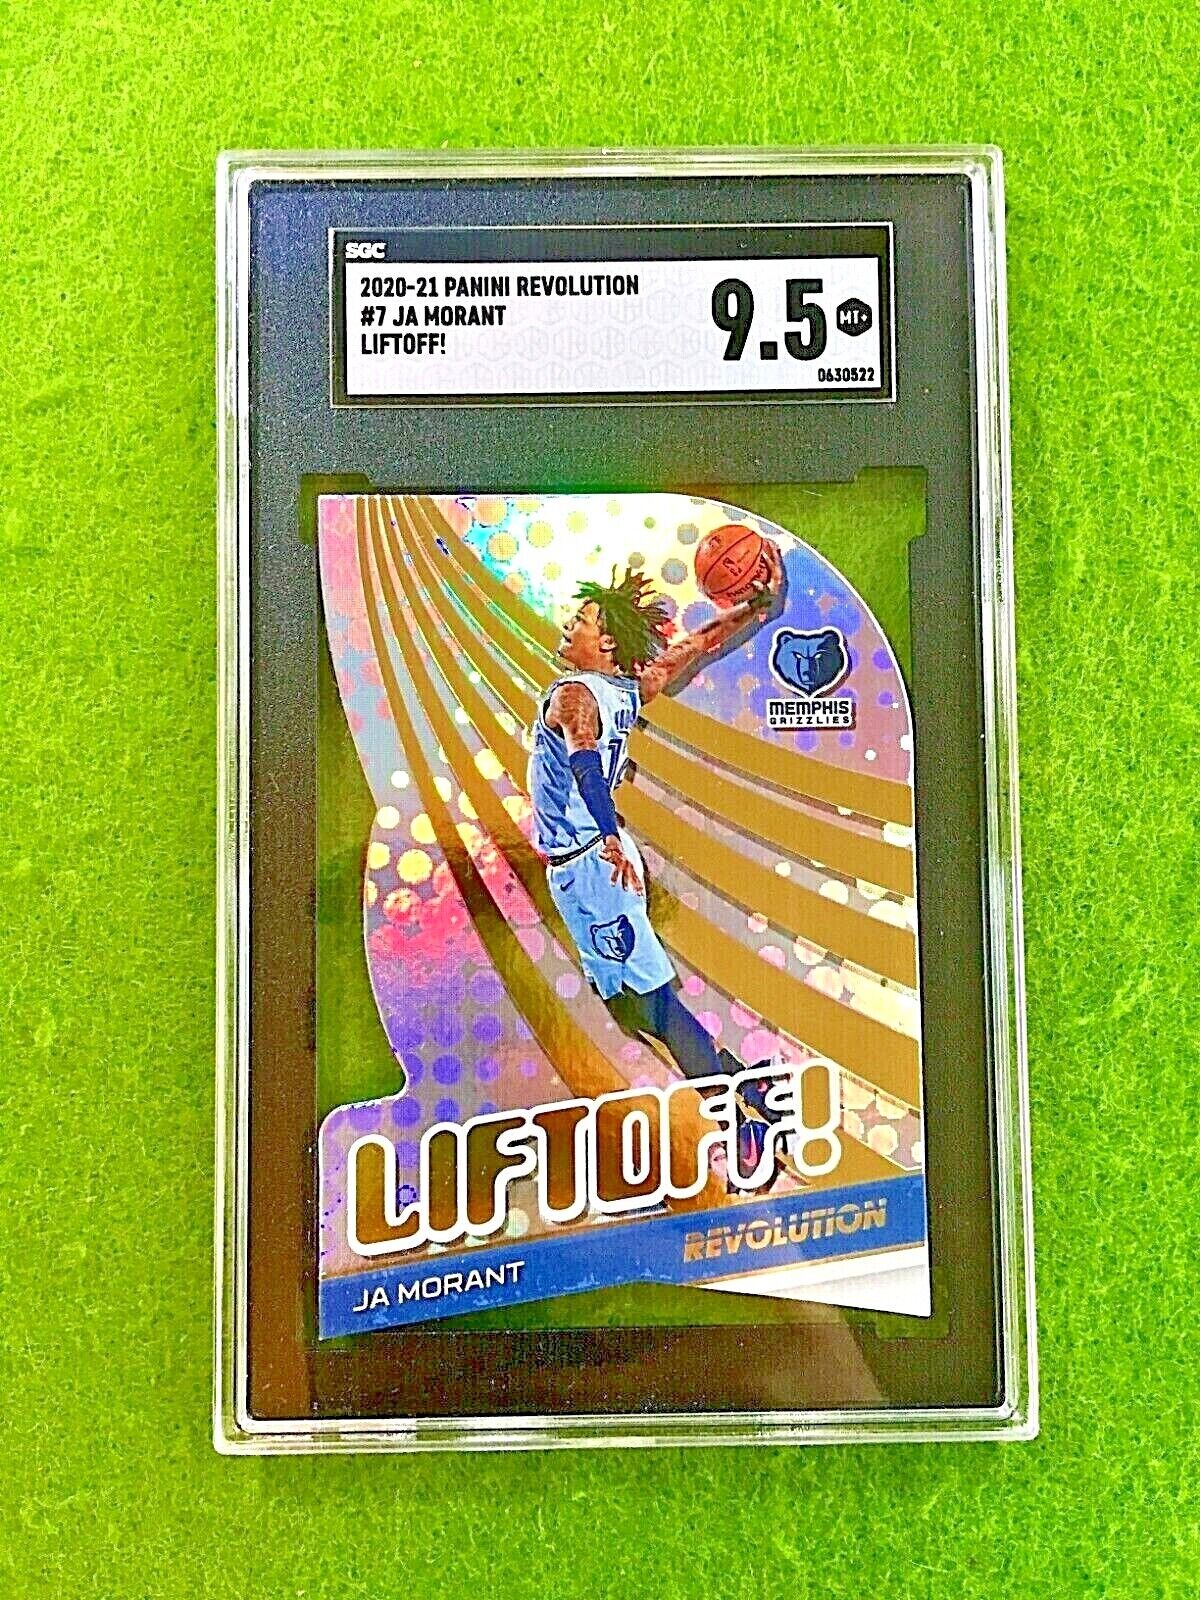 SGC
2020-21 PANINI REVOLUTION
#7 JA MORANT
LIFTOFF!
9.5
MT+
0630522
MEMPHIS
GRIZZLIES
LIFTOFF!
REVOLUTION
JA MORANT